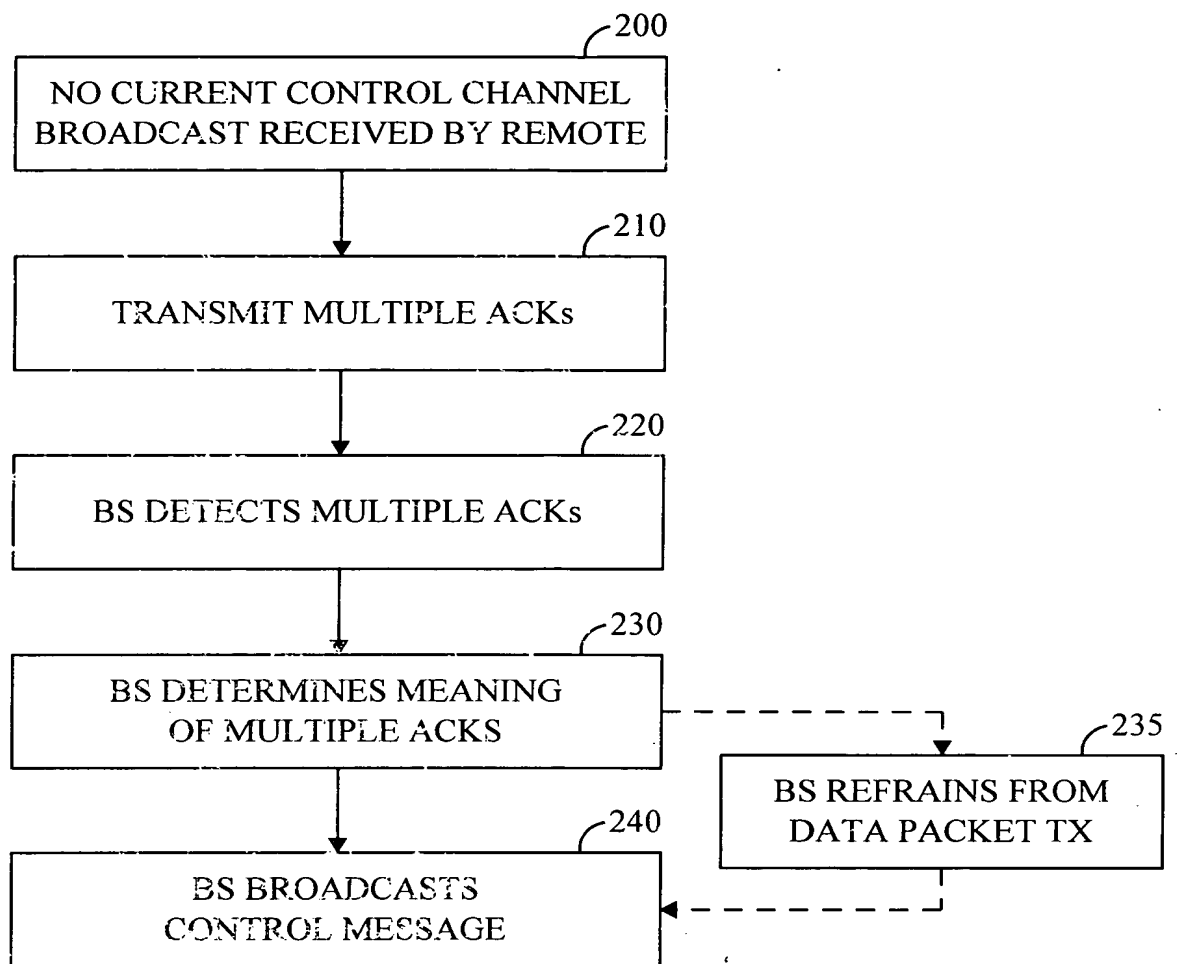 200
NO CURRENT CONTROL CHANNEL
BROADCAST RECEIVED BY REMOTE
210
TRANSMIT MULTIPLE ACKs
220
BS DETECTS MULTIPLE ACKs
230
BS DETERMINES MEANING
OF MULTIPLE ACKS
235
BS REFRAINS FROM
DATA PACKET TX
240
BS BROADCASTS
CONTROL MESSAGE